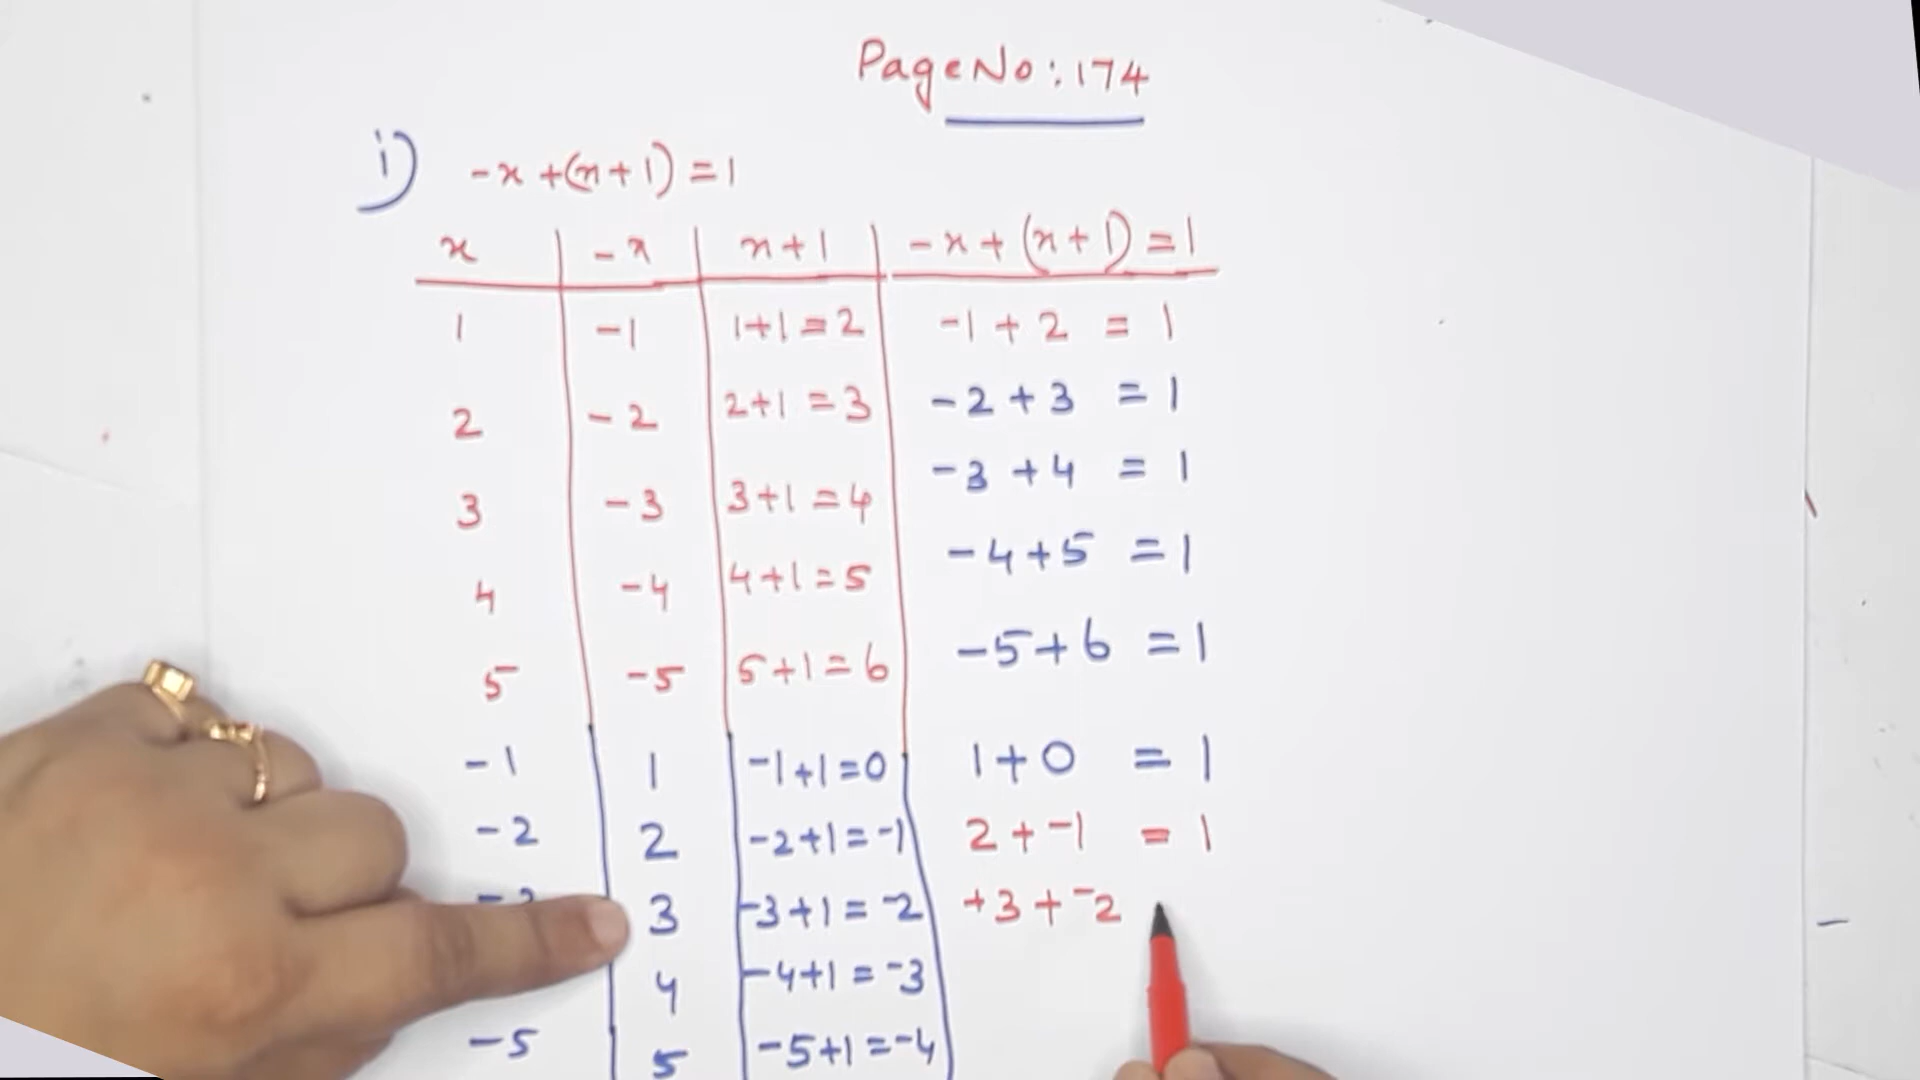 Page No: 174
i) -x + (x + 1) = 1
x -x x + 1 -x + (x + 1) = 1
1 -1 1+1 = 2 -1 + 2 = 1
2 -2 2+1 = 3 -2 + 3 = 1
3 -3 3+1 = 4 -3 + 4 = 1
4 -4 4+1 = 5 -4 + 5 = 1
5 -5 5+1 = 6 -5 + 6 = 1
-1 1 -1+1 = 0 1 + 0 = 1
-2 2 -2+1 = -1 2 + -1 = 1
3 -3+1 = -2 +3 + -2
4 -4+1 = -3
-5 5 -5+1 = -4